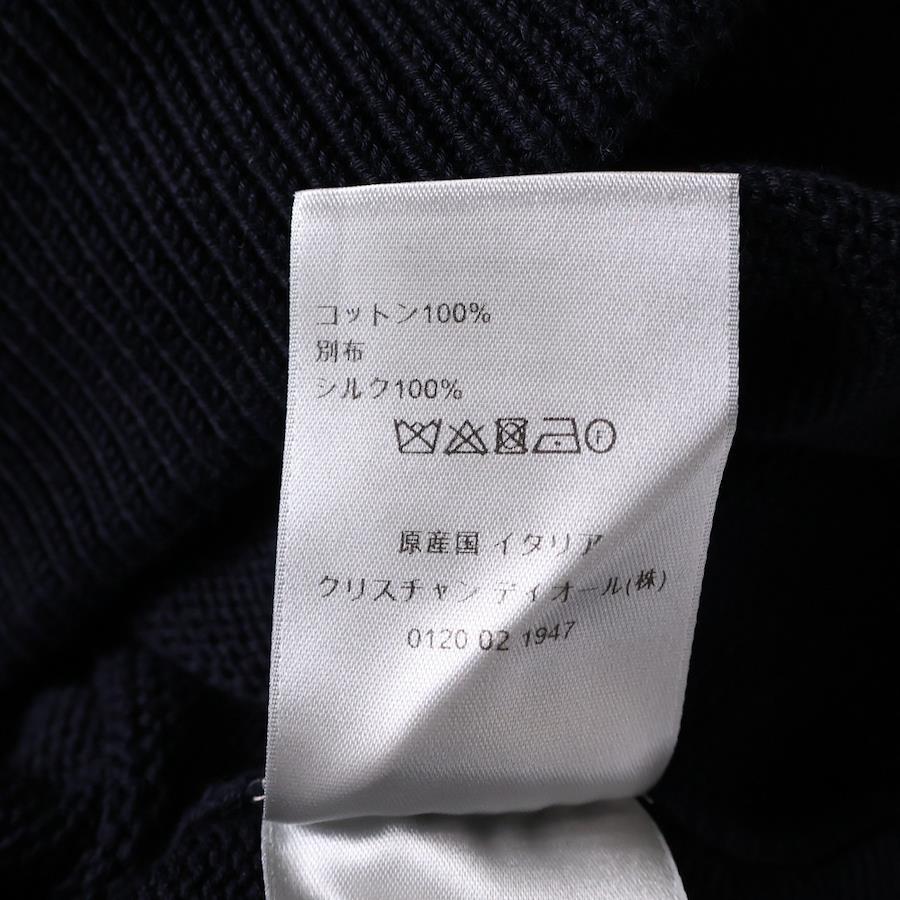 コットン100%
別布
シルク100%
F
原産国 イタリア
クリスチャン ディオール(株)
0120 02 1947